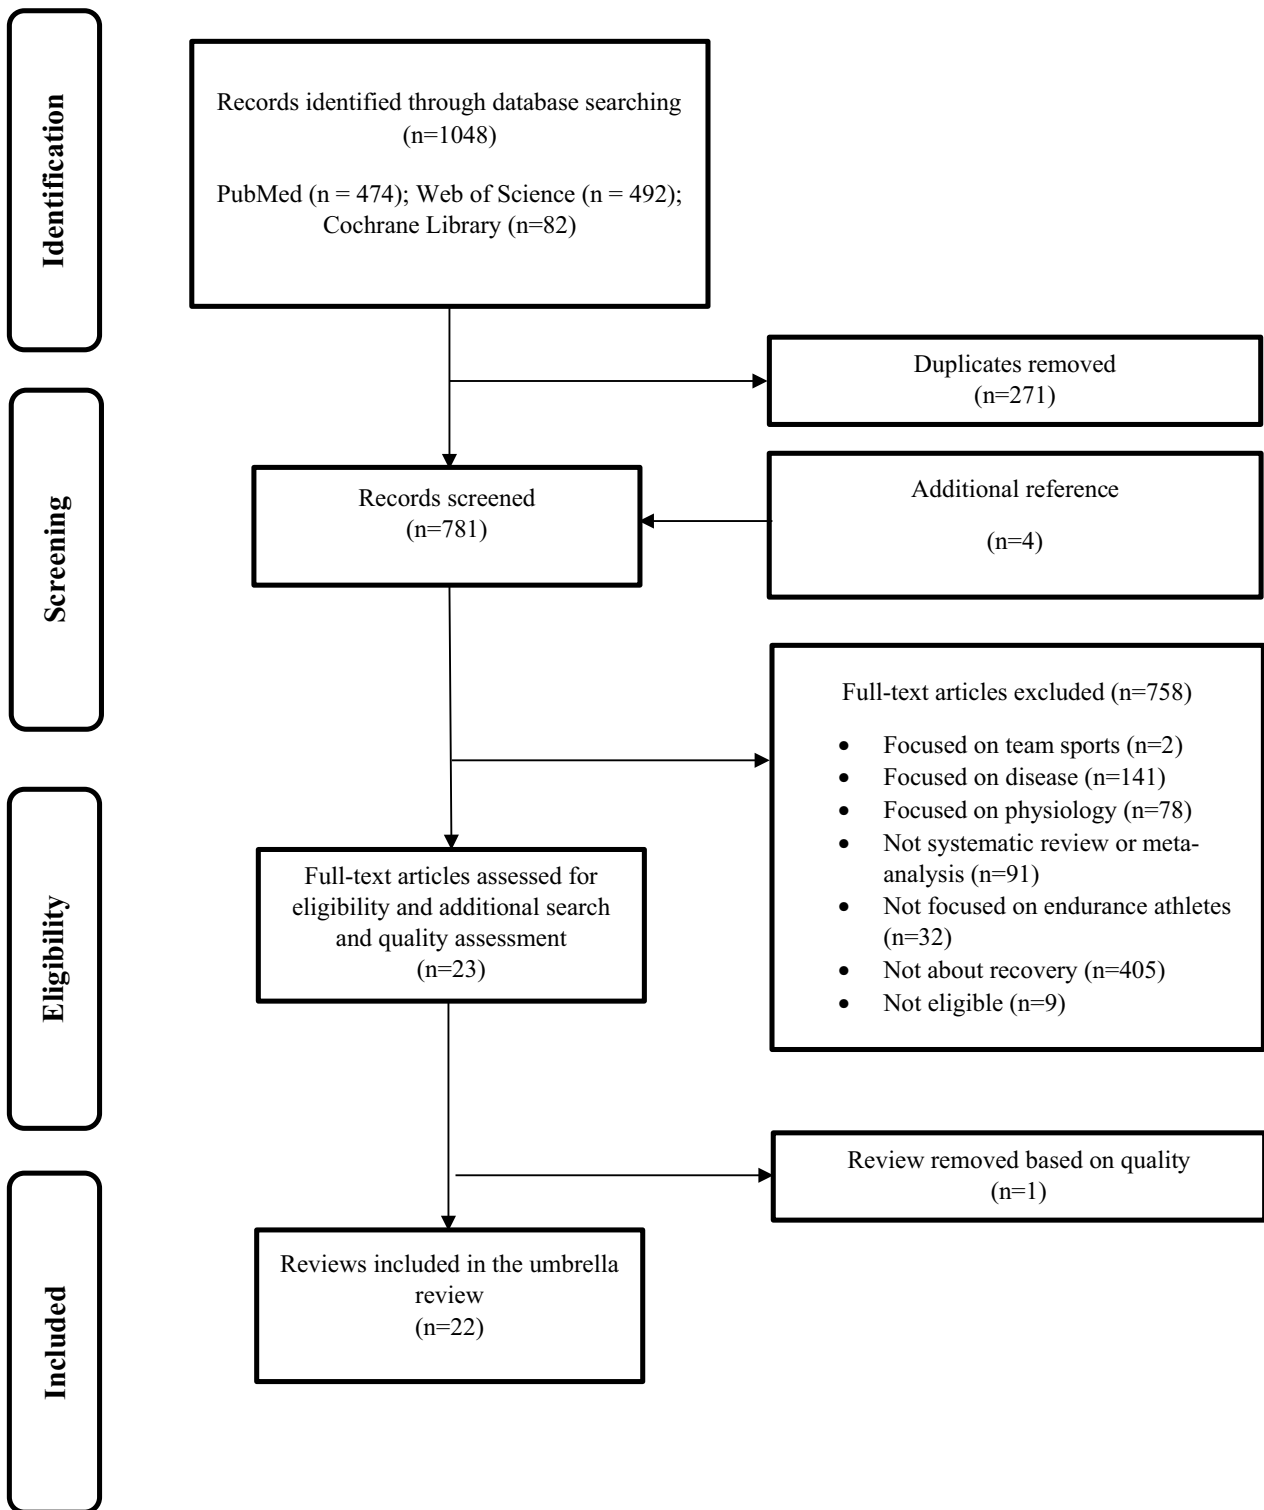 Identification
Records identified through database searching
(n=1048)
PubMed (n = 474); Web of Science (n = 492);
Cochrane Library (n=82)
Duplicates removed
(n=271)
Screening
Records screened
(n=781)
Additional reference
(n=4)
Full-text articles excluded (n=758)
• Focused on team sports (n=2)
• Focused on disease (n=141)
• Focused on physiology (n=78)
• Not systematic review or meta-
analysis (n=91)
• Not focused on endurance athletes
(n=32)
• Not about recovery (n=405)
• Not eligible (n=9)
Eligibility
Full-text articles assessed for
eligibility and additional search
and quality assessment
(n=23)
Review removed based on quality
(n=1)
Included
Reviews included in the umbrella
review
(n=22)